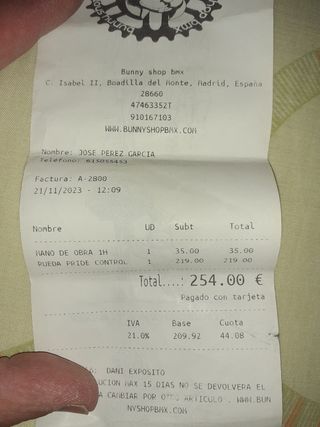 Bunny shop bmx
C. Isabel II, Boadilla del Monte, Madrid, España
28660
47463352T
910167103
WWW.BUNNYSHOPBMX.COM
Nombre: JOSE PEREZ GARCIA
Telefono:
Factura: A-2800
21/11/2023 - 12:09
Nombre UD Subt Total
MANO DE OBRA 1H 1 35.00 35.00
RUEDA PRIDE CONTROL 1 219.00 219.00
Total....: 254.00 €
Pagado con tarjeta
IVA Base Cuota
21.0% 209.92 44.08
DANI EXPOSITO
UCION MAX 15 DIAS NO SE DEVOLVERA EL
A CAMBIAR POR OTRO ARTICULO . WWW.BUN
NYSHOPBMX.COM